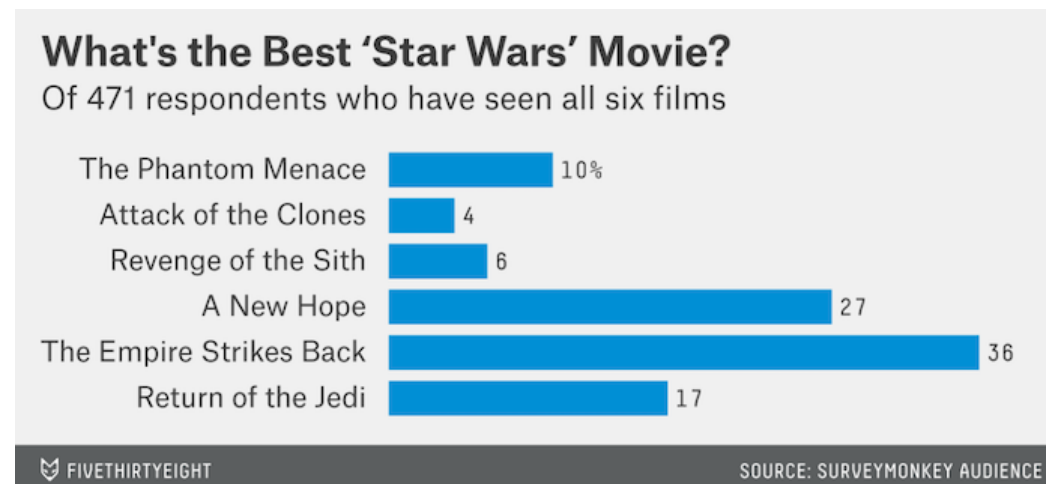 What's the Best ‘Star Wars’ Movie?
Of 471 respondents who have seen all six films
The Phantom Menace 10%
Attack of the Clones 4
Revenge of the Sith 6
A New Hope 27
The Empire Strikes Back 36
Return of the Jedi 17
FIVETHIRTYEIGHT SOURCE: SURVEYMONKEY AUDIENCE